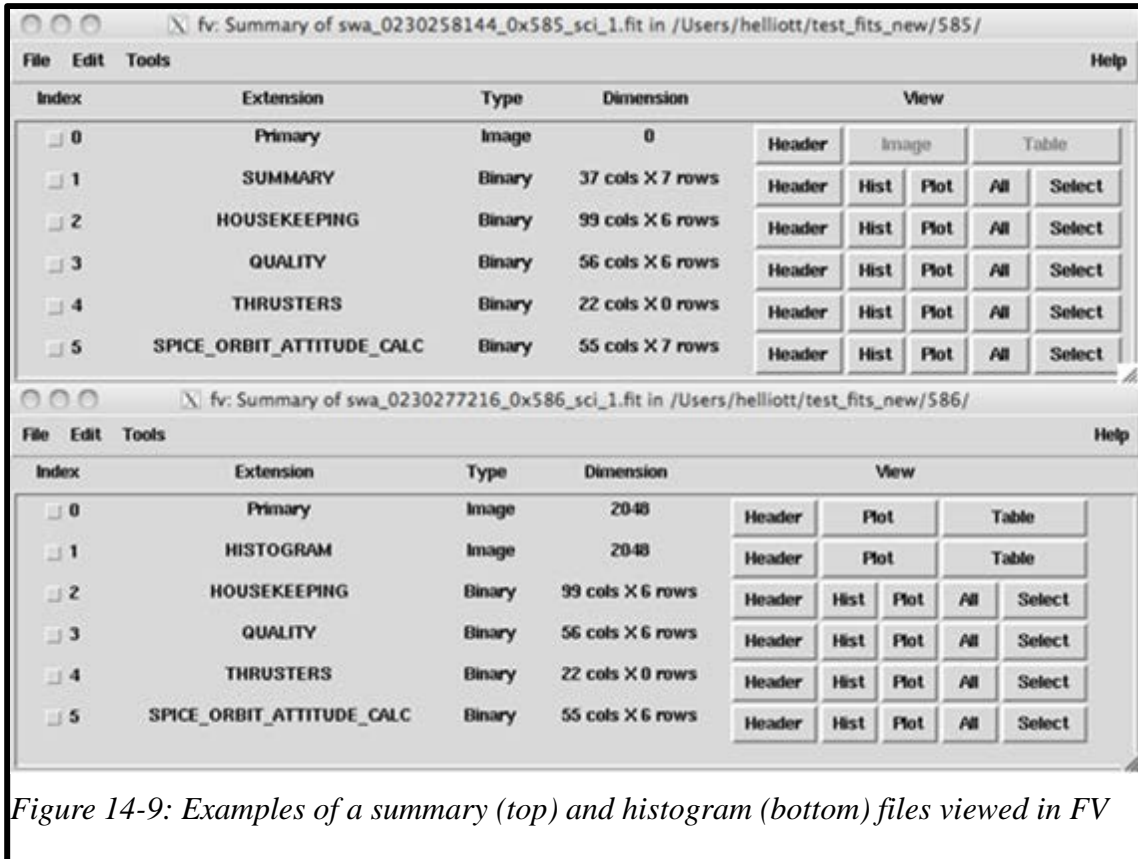 fv: Summary of swa_0230258144_0x585_sci_1.fit in /Users/helliott/test_fits_new/585/
File Edit Tools Help
Index Extension Type Dimension View
0 Primary Image 0 Header Image Table
1 SUMMARY Binary 37 cols X 7 rows Header Hist Plot All Select
2 HOUSEKEEPING Binary 99 cols X 6 rows Header Hist Plot All Select
3 QUALITY Binary 56 cols X 6 rows Header Hist Plot All Select
4 THRUSTERS Binary 22 cols X 0 rows Header Hist Plot All Select
5 SPICE_ORBIT_ATTITUDE_CALC Binary 55 cols X 7 rows Header Hist Plot All Select
fv: Summary of swa_0230277216_0x586_sci_1.fit in /Users/helliott/test_fits_new/586/
File Edit Tools Help
Index Extension Type Dimension View
0 Primary Image 2048 Header Plot Table
1 HISTOGRAM Image 2048 Header Plot Table
2 HOUSEKEEPING Binary 99 cols X 6 rows Header Hist Plot All Select
3 QUALITY Binary 56 cols X 6 rows Header Hist Plot All Select
4 THRUSTERS Binary 22 cols X 0 rows Header Hist Plot All Select
5 SPICE_ORBIT_ATTITUDE_CALC Binary 55 cols X 6 rows Header Hist Plot All Select
Figure 14-9: Examples of a summary (top) and histogram (bottom) files viewed in FV